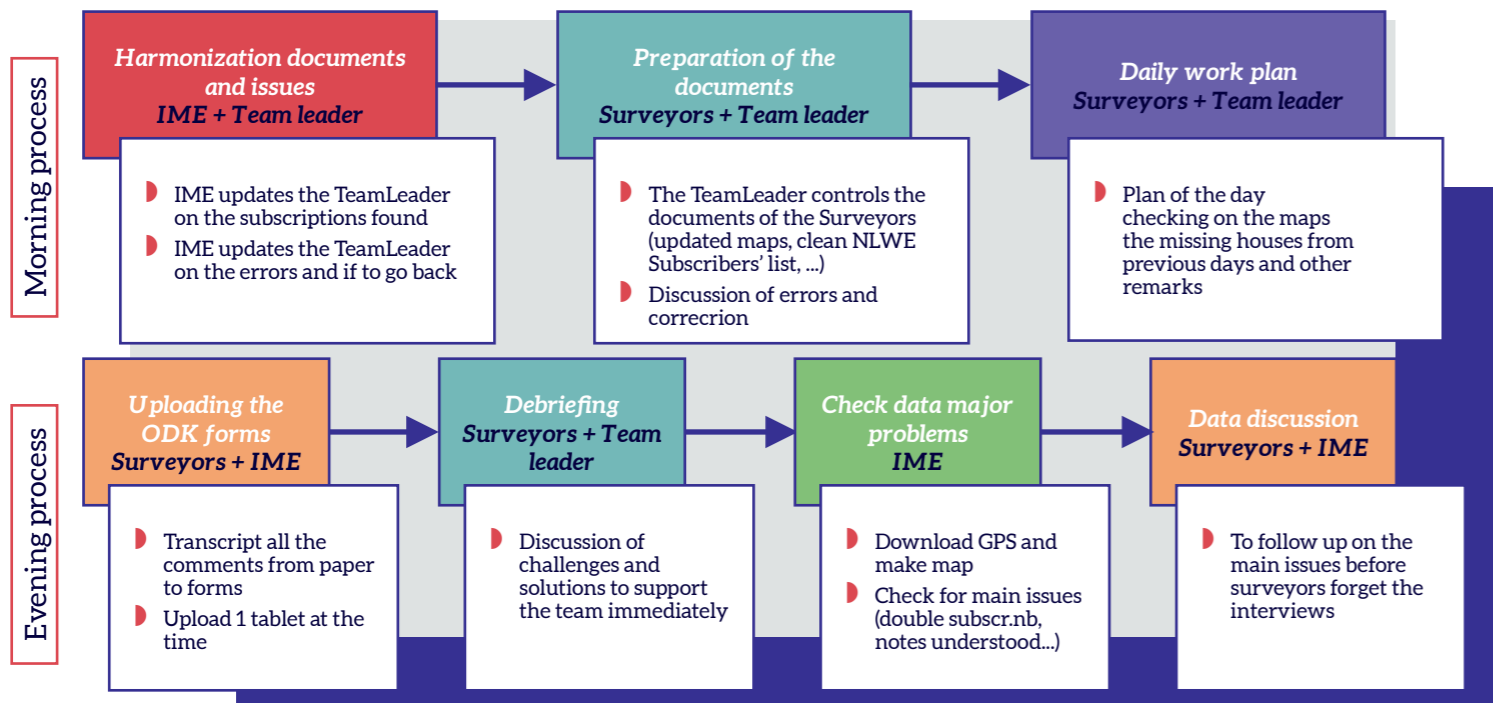 Morning process
Harmonization documents
and issues
IME + Team leader
IME updates the TeamLeader
on the subscriptions found
IME updates the TeamLeader
on the errors and if to go back
Preparation of the
documents
Surveyors + Team leader
The TeamLeader controls the
documents of the Surveyors
(updated maps, clean NLWE
Subscribers’ list, ...)
Discussion of errors and
correcrion
Daily work plan
Surveyors + Team leader
Plan of the day
checking on the maps
the missing houses from
previous days and other
remarks
Evening process
Uploading the
ODK forms
Surveyors + IME
Transcript all the
comments from paper
to forms
Upload 1 tablet at the
time
Debriefing
Surveyors + Team
leader
Discussion of
challenges and
solutions to support
the team immediately
Check data major
problems
IME
Download GPS and
make map
Check for main issues
(double subscr.nb,
notes understood...)
Data discussion
Surveyors + IME
To follow up on the
main issues before
surveyors forget the
interviews